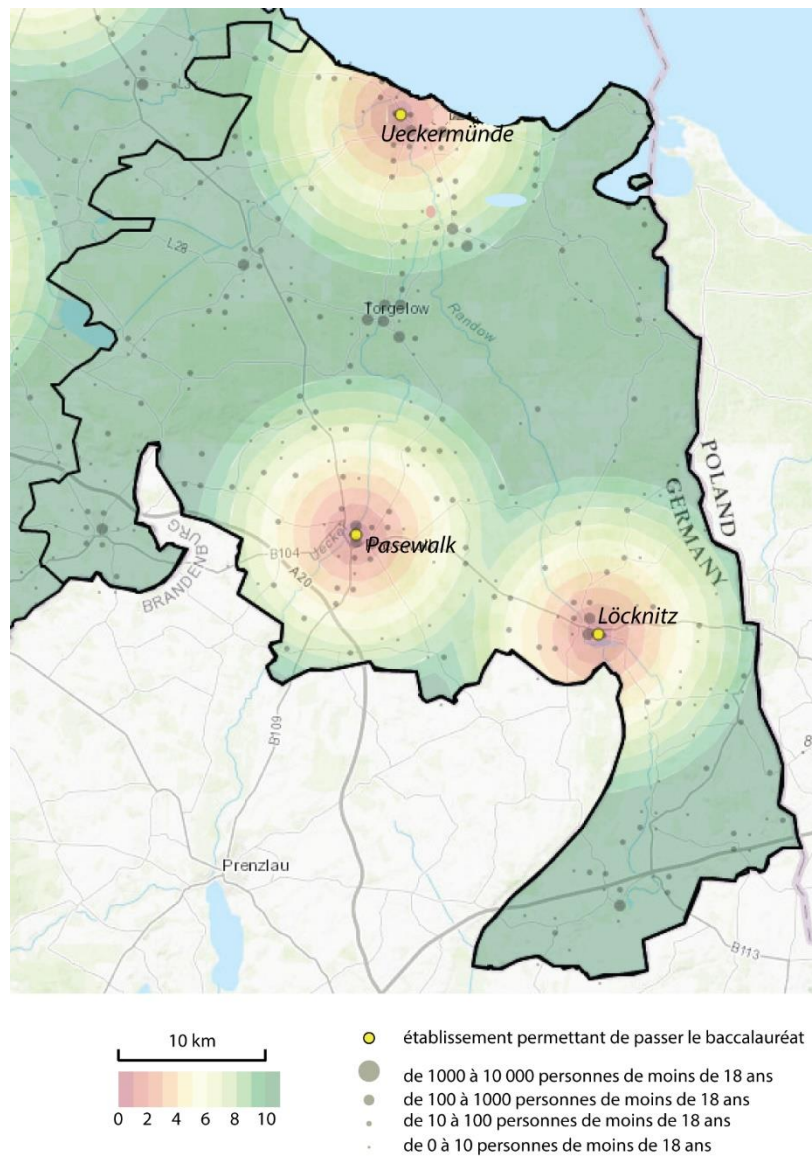 Ueckermünde
L28
Torgelow
Randow
POLAND
GERMANY
Uecker
Pasewalk
B104
A20
BRANDENBURG
Löcknitz
B109
Prenzlau
B113
10 km
0 2 4 6 8 10
établissement permettant de passer le baccalauréat
de 1000 à 10 000 personnes de moins de 18 ans
de 100 à 1000 personnes de moins de 18 ans
de 10 à 100 personnes de moins de 18 ans
de 0 à 10 personnes de moins de 18 ans